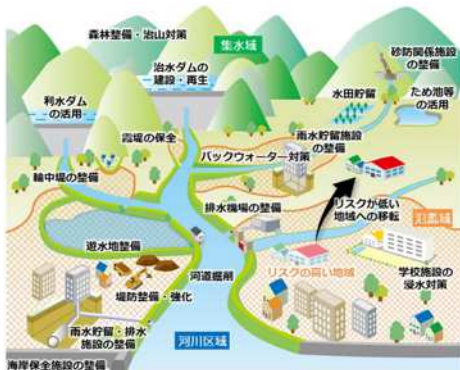 森林整備・治山対策
集水域
砂防関係施設
の整備
治水ダムの
建設・再生
水田貯留
ため池等
の活用
利水ダム
の活用
雨水貯留施設
の整備
霞堤の保全
バックウォーター対策
輪中堤の整備
リスクが低い
地域への移転
排水機場の整備
氾濫域
遊水地整備
河道掘削
リスクの高い地域
学校施設の
浸水対策
堤防整備・強化
雨水貯留・排水
施設の整備
河川区域
海岸保全施設の整備